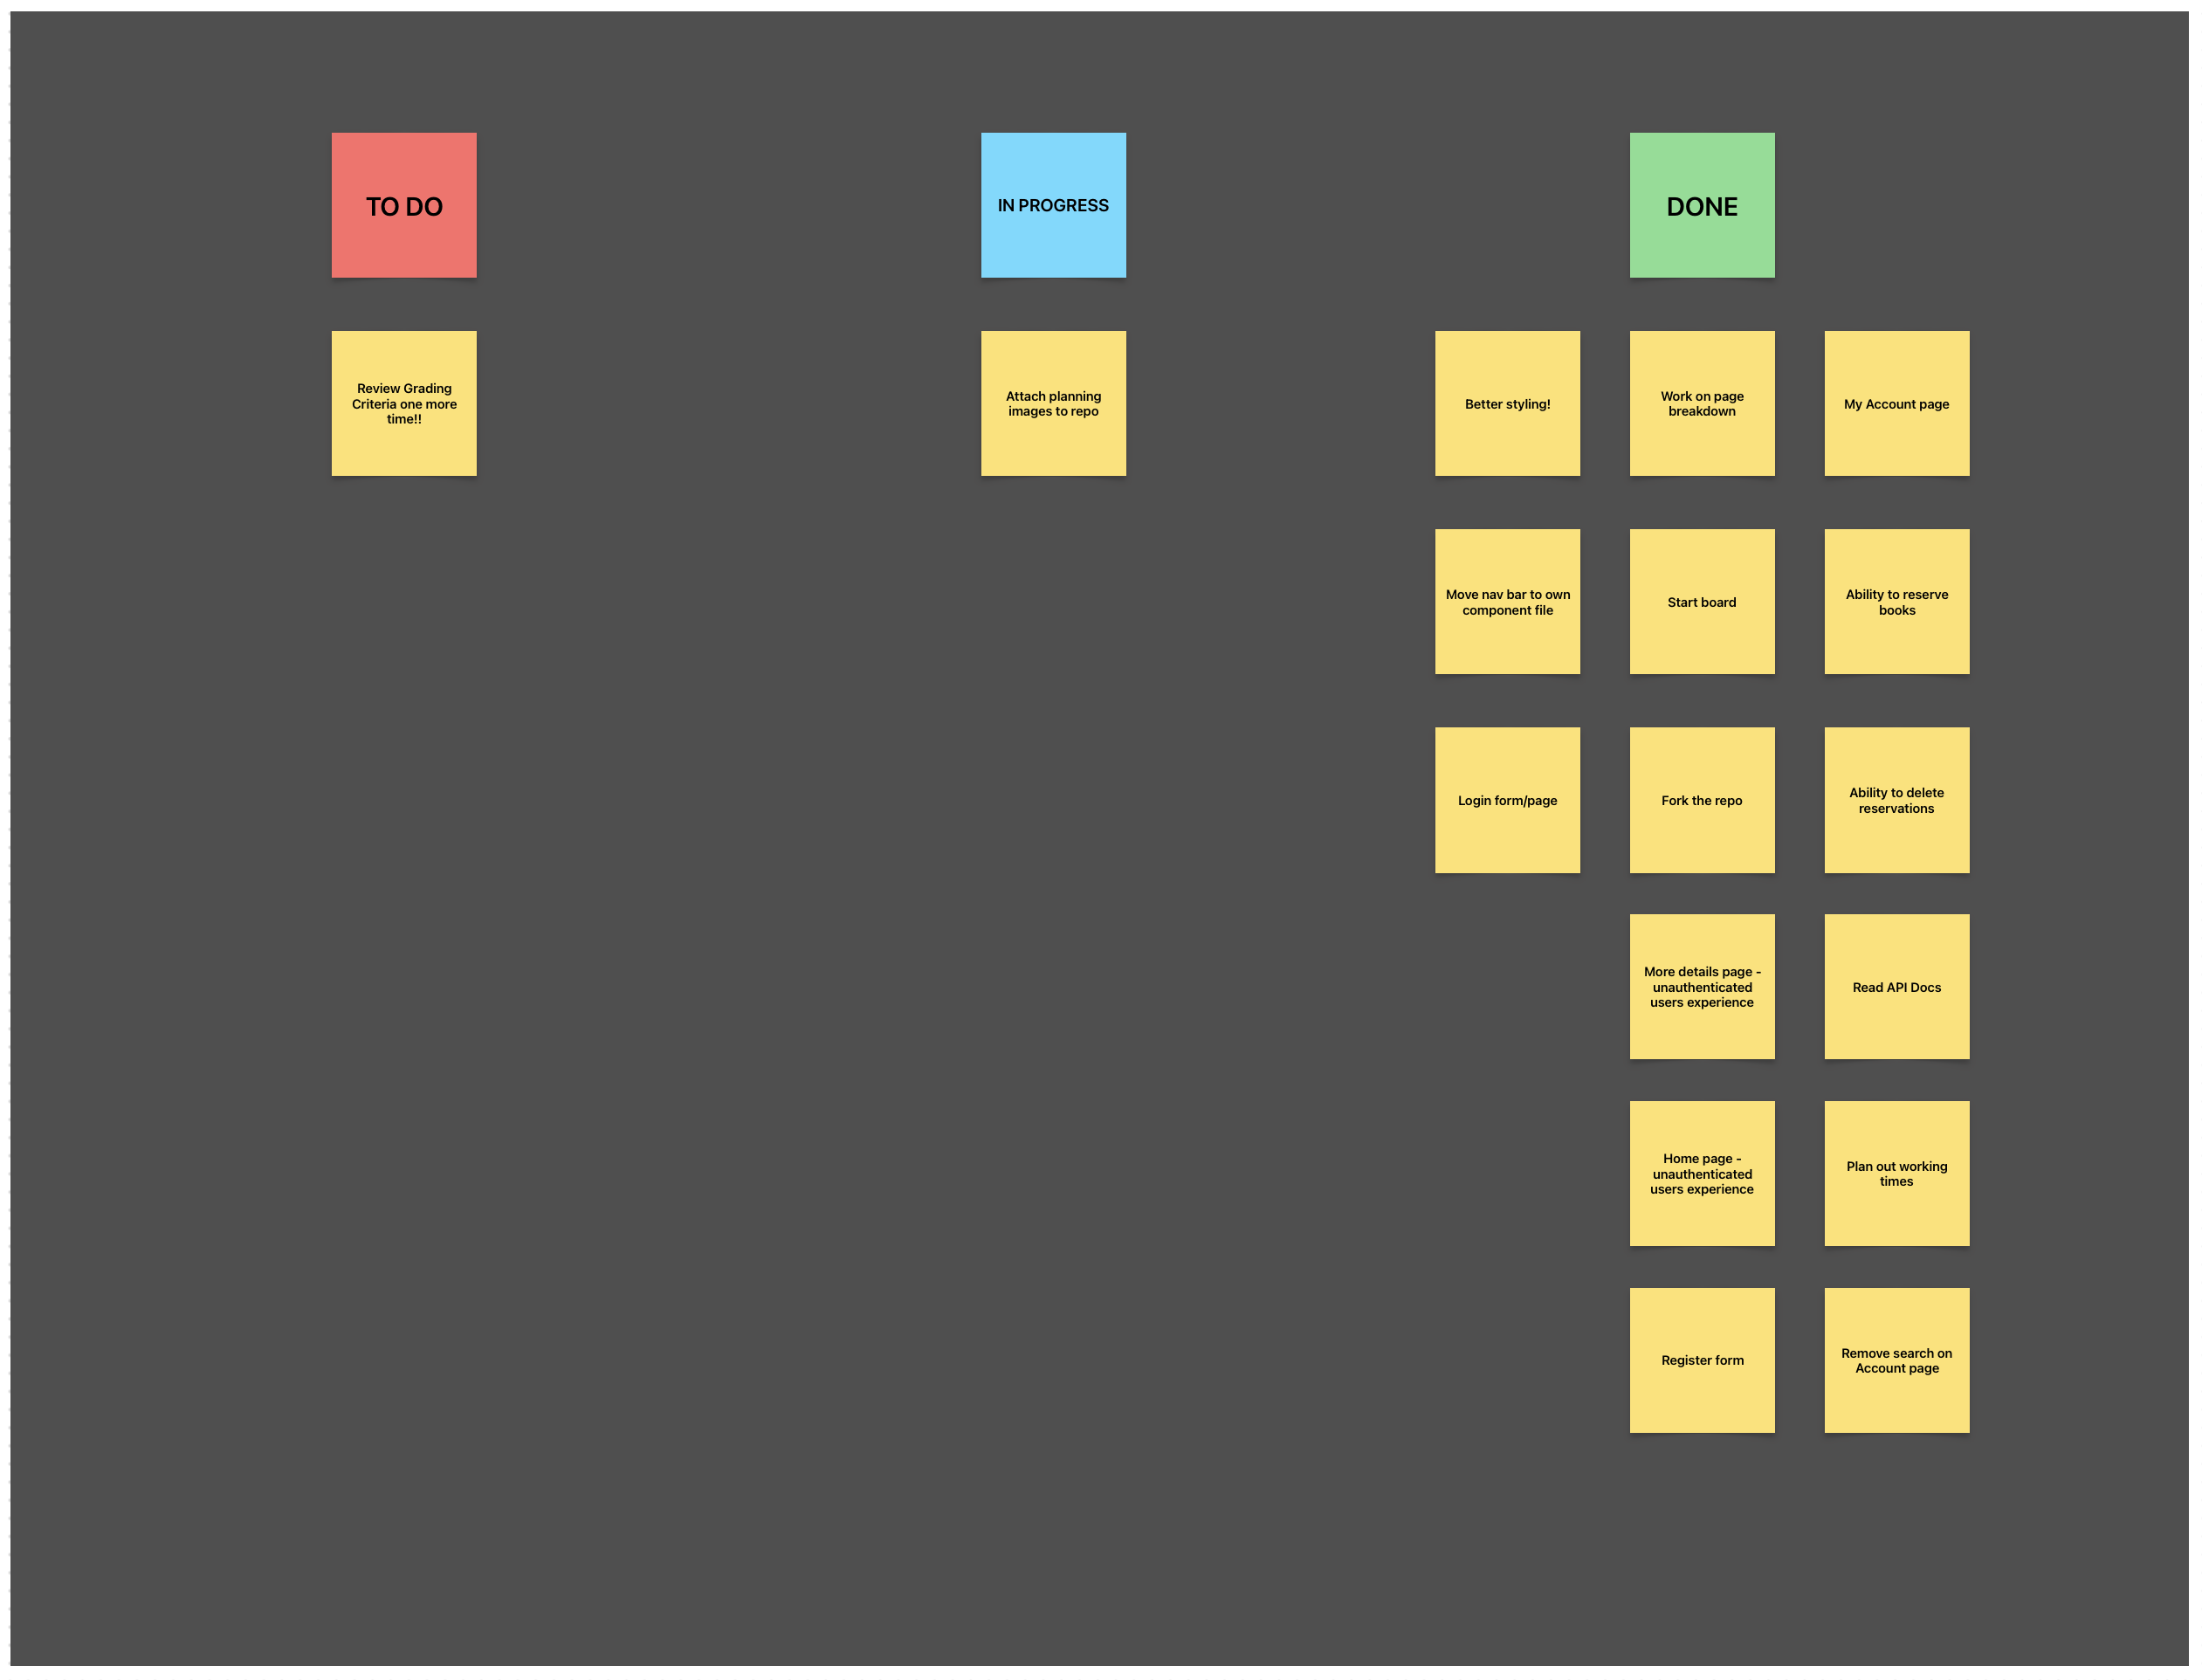 TO DO
IN PROGRESS
DONE
Review Grading
Criteria one more
time!!
Attach planning
images to repo
Better styling!
Work on page
breakdown
My Account page
Move nav bar to own
component file
Start board
Ability to reserve
books
Login form/page
Fork the repo
Ability to delete
reservations
More details page -
unauthenticated
users experience
Read API Docs
Home page -
unauthenticated
users experience
Plan out working
times
Register form
Remove search on
Account page